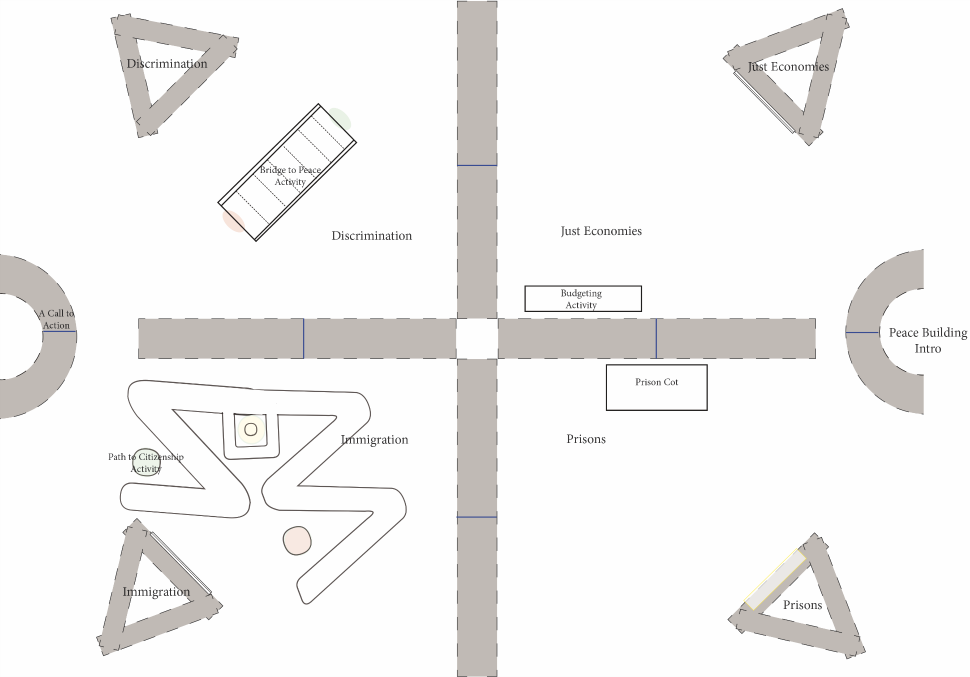 Discrimination
Just Economies
Bridge to Peace
Activity
Discrimination
Just Economies
Budgeting
Activity
A Call to
Action
Peace Building
Intro
Prison Cot
Immigration
Prisons
Path to Citizenship
Activity
Immigration
Prisons